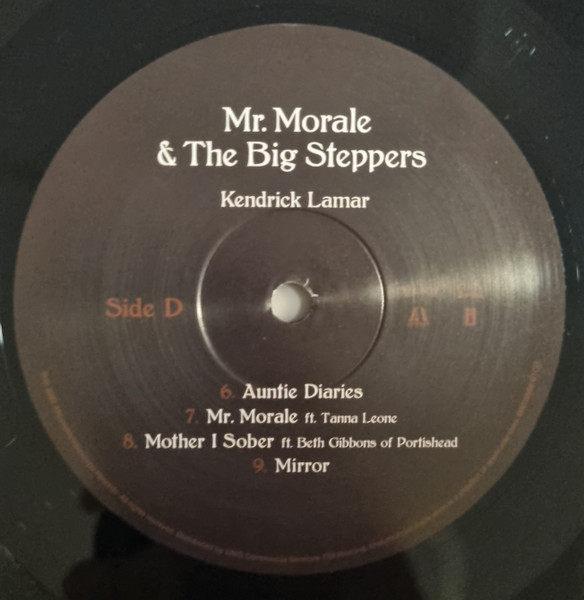 Mr. Morale
& The Big Steppers
Kendrick Lamar
Side D
6. Auntie Diaries
7. Mr. Morale ft. Tanna Leone
8. Mother I Sober ft. Beth Gibbons of Portishead
9. Mirror